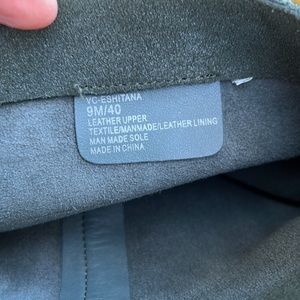 VC-ESHITANA
9M/40
LEATHER UPPER
TEXTILE/MANMADE/LEATHER LINING
MAN MADE SOLE
MADE IN CHINA